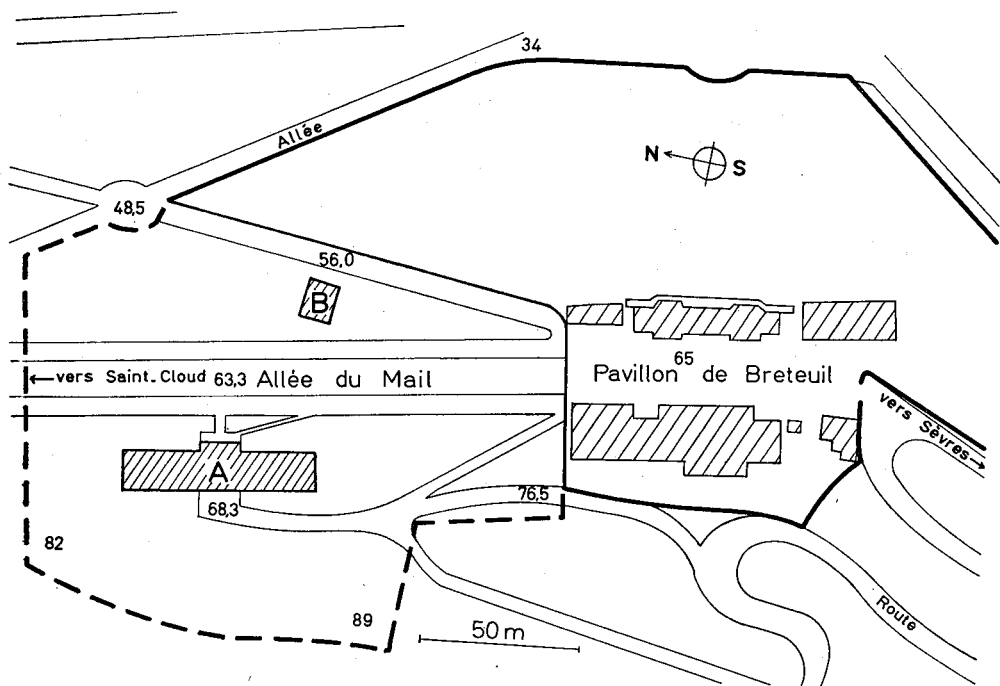 34
Allée
N S
48,5
56,0
B
←vers Saint-Cloud 63,3 Allée du Mail
65
Pavillon de Breteuil
vers Sèvres→
A
68,3
76,5
82
89
50 m
Route